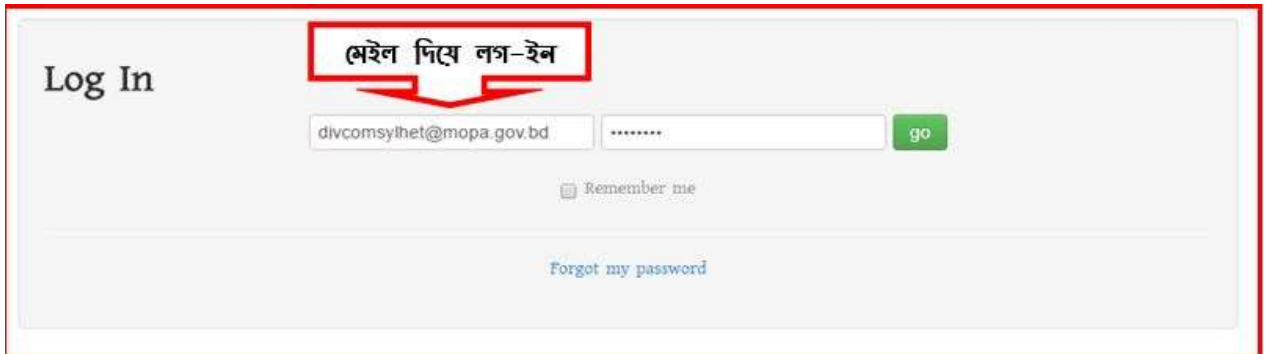 মেইল দিয়ে লগ-ইন
Log In
divcomsylhet@mopa.gov.bd •••••••• go
Remember me
Forgot my password